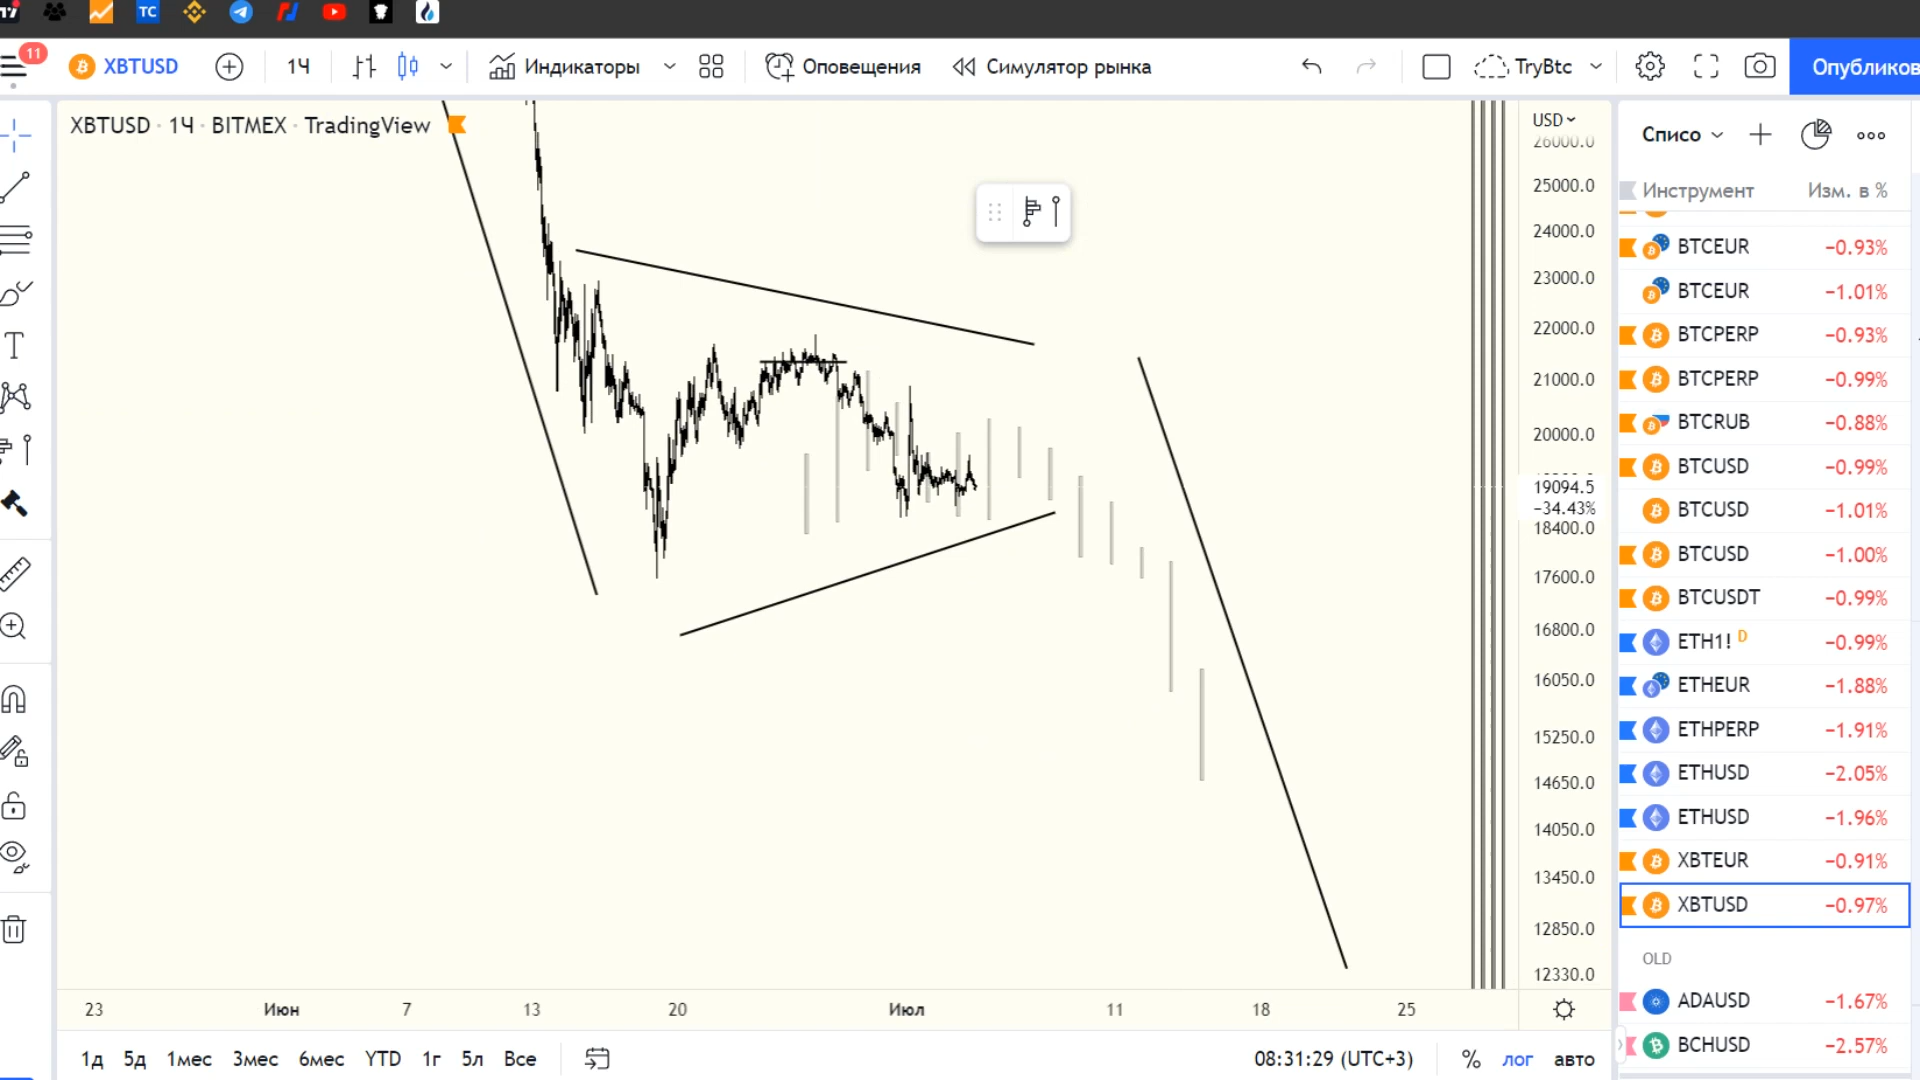 TC
11
XBTUSD
1Ч
Индикаторы
Оповещения
Симулятор рынка
TryBtc
Опубликов
XBTUSD · 1Ч · BITMEX · TradingView
USD
26000.0
25000.0
24000.0
23000.0
22000.0
21000.0
20000.0
19094.5
−34.43%
18400.0
17600.0
16800.0
16050.0
15250.0
14650.0
14050.0
13450.0
12850.0
12330.0
23
Июн
7
13
20
Июл
11
18
25
1д
5д
1мес
3мес
6мес
YTD
1г
5л
Все
08:31:29 (UTC+3)
%
лог
авто
Списо
Инструмент Изм. в %
BTCEUR −0.93%
BTCEUR −1.01%
BTCPERP −0.93%
BTCPERP −0.99%
BTCRUB −0.88%
BTCUSD −0.99%
BTCUSD −1.01%
BTCUSD −1.00%
BTCUSDT −0.99%
ETH1! D −0.99%
ETHEUR −1.88%
ETHPERP −1.91%
ETHUSD −2.05%
ETHUSD −1.96%
XBTEUR −0.91%
XBTUSD −0.97%
OLD
ADAUSD −1.67%
BCHUSD −2.57%